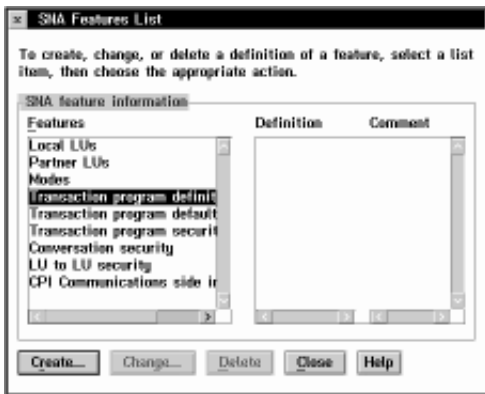 SNA Features List
To create, change, or delete a definition of a feature, select a list
item, then choose the appropriate action.
SNA feature information
Features Definition Comment
Local LUs
Partner LUs
Modes
Transaction program definit
Transaction program default
Transaction program securit
Conversation security
LU to LU security
CPI Communications side in
Create... Change... Delete Close Help